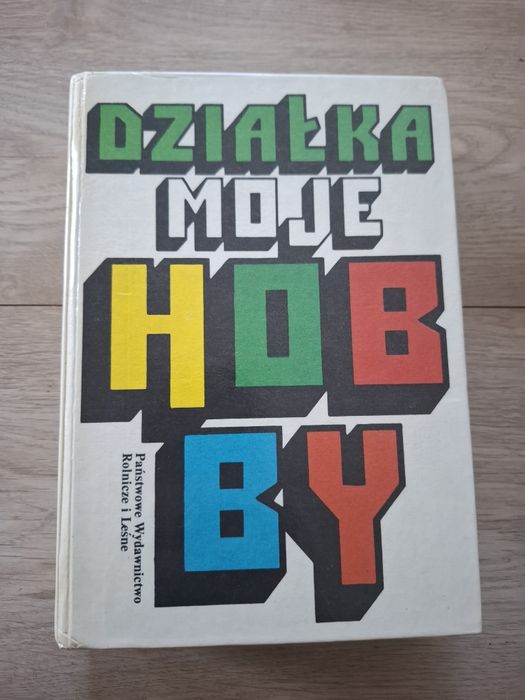 DZIAŁKA
MOJE
HOB
BY
Państwowe Wydawnictwo
Rolnicze i Leśne